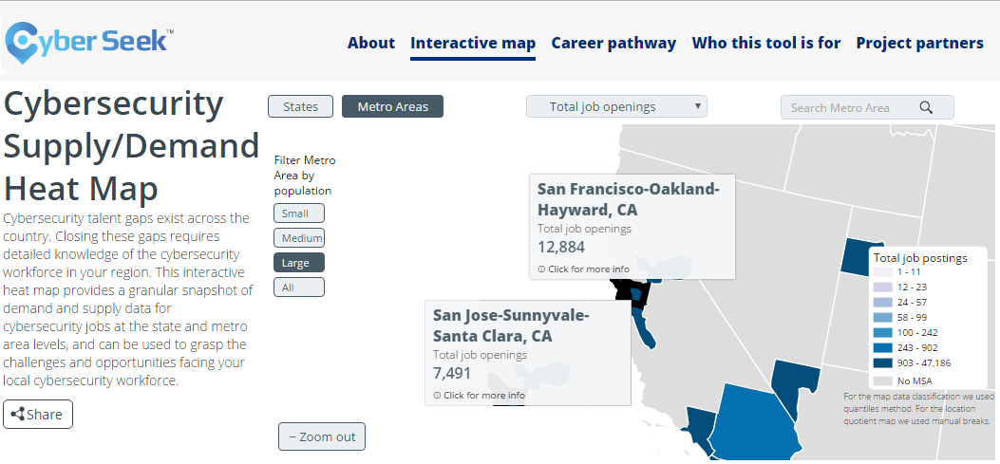 Cyber Seek™
About Interactive map Career pathway Who this tool is for Project partners
Cybersecurity
Supply/Demand
Heat Map
Cybersecurity talent gaps exist across the
country. Closing these gaps requires
detailed knowledge of the cybersecurity
workforce in your region. This interactive
heat map provides a granular snapshot of
demand and supply data for
cybersecurity jobs at the state and metro
area levels, and can be used to grasp the
challenges and opportunities facing your
local cybersecurity workforce.
Share
States Metro Areas Total job openings ▼ Search Metro Area
Filter Metro
Area by
population
Small
Medium
Large
All
− Zoom out
San Francisco-Oakland-
Hayward, CA
Total job openings
12,884
Click for more info
San Jose-Sunnyvale-
Santa Clara, CA
Total job openings
7,491
Click for more info
Total job postings
1 - 11
12 - 23
24 - 57
58 - 99
100 - 242
243 - 902
903 - 47,186
No MSA
For the map data classification we used
quantiles method. For the location
quotient map we used manual breaks.